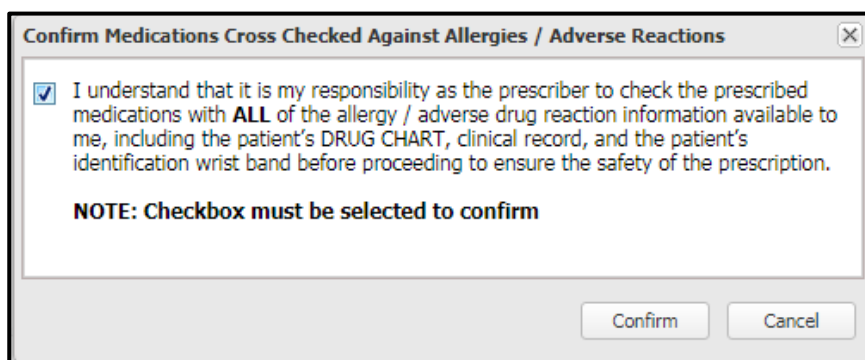 Confirm Medications Cross Checked Against Allergies / Adverse Reactions
I understand that it is my responsibility as the prescriber to check the prescribed
medications with ALL of the allergy / adverse drug reaction information available to
me, including the patient's DRUG CHART, clinical record, and the patient's
identification wrist band before proceeding to ensure the safety of the prescription.
NOTE: Checkbox must be selected to confirm
Confirm
Cancel